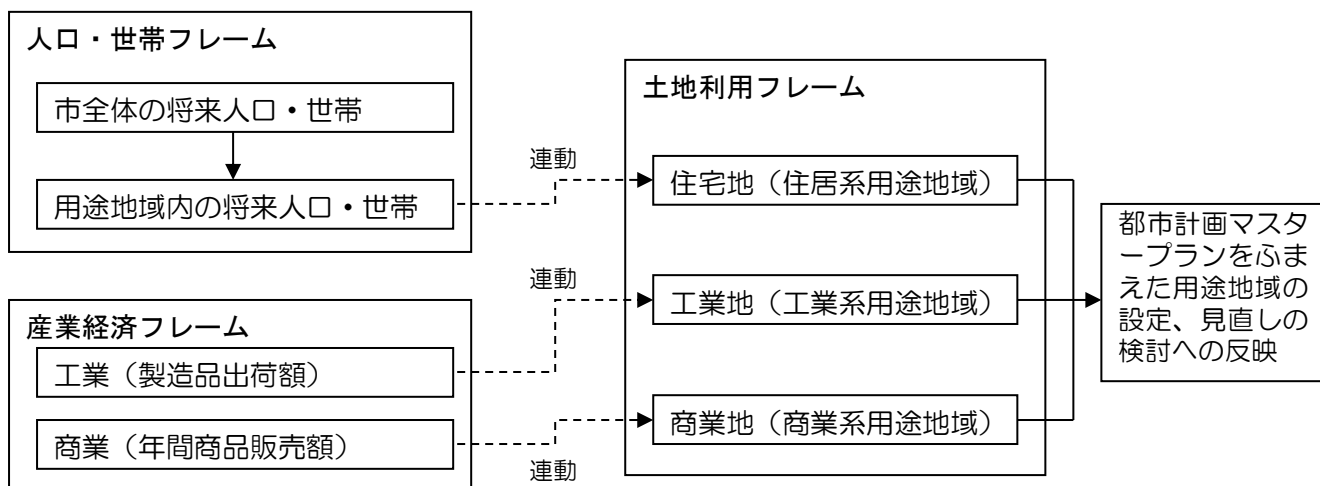 人口・世帯フレーム
市全体の将来人口・世帯
用途地域内の将来人口・世帯
産業経済フレーム
工業（製造品出荷額）
商業（年間商品販売額）
連動
連動
連動
土地利用フレーム
住宅地（住居系用途地域）
工業地（工業系用途地域）
商業地（商業系用途地域）
都市計画マスタ
ープランをふま
えた用途地域の
設定、見直しの
検討への反映